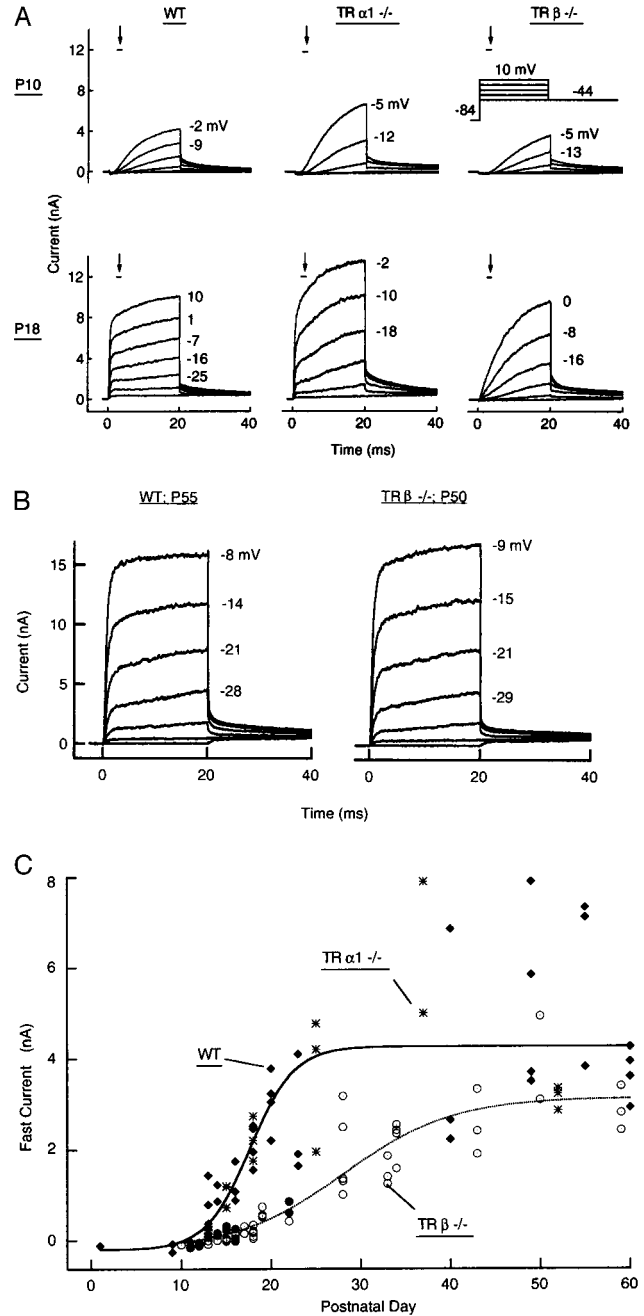 A
WT
TR α1 -/-
TR β -/-
P10
12
8
4
0
-2 mV
-9
-5 mV
-12
10 mV
-84
-44
-5 mV
-13
Current (nA)
P18
12
8
4
0
10
1
-7
-16
-25
-2
-10
-18
0
-8
-16
0 20 40
0 20 40
0 20 40
Time (ms)
B
WT; P55
TR β -/-; P50
Current (nA)
15
10
5
0
-8 mV
-14
-21
-28
-9 mV
-15
-21
-29
0 20 40
0 20 40
Time (ms)
C
Fast Current (nA)
8
6
4
2
0
TR α1 -/-
WT
TR β -/-
0 10 20 30 40 50 60
Postnatal Day